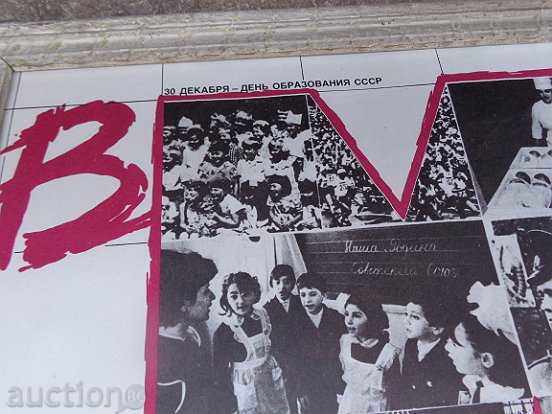 30 ДЕКАБРЯ – ДЕНЬ ОБРАЗОВАНИЯ СССР
В
Наша Родина
Советский Союз
auction.bg